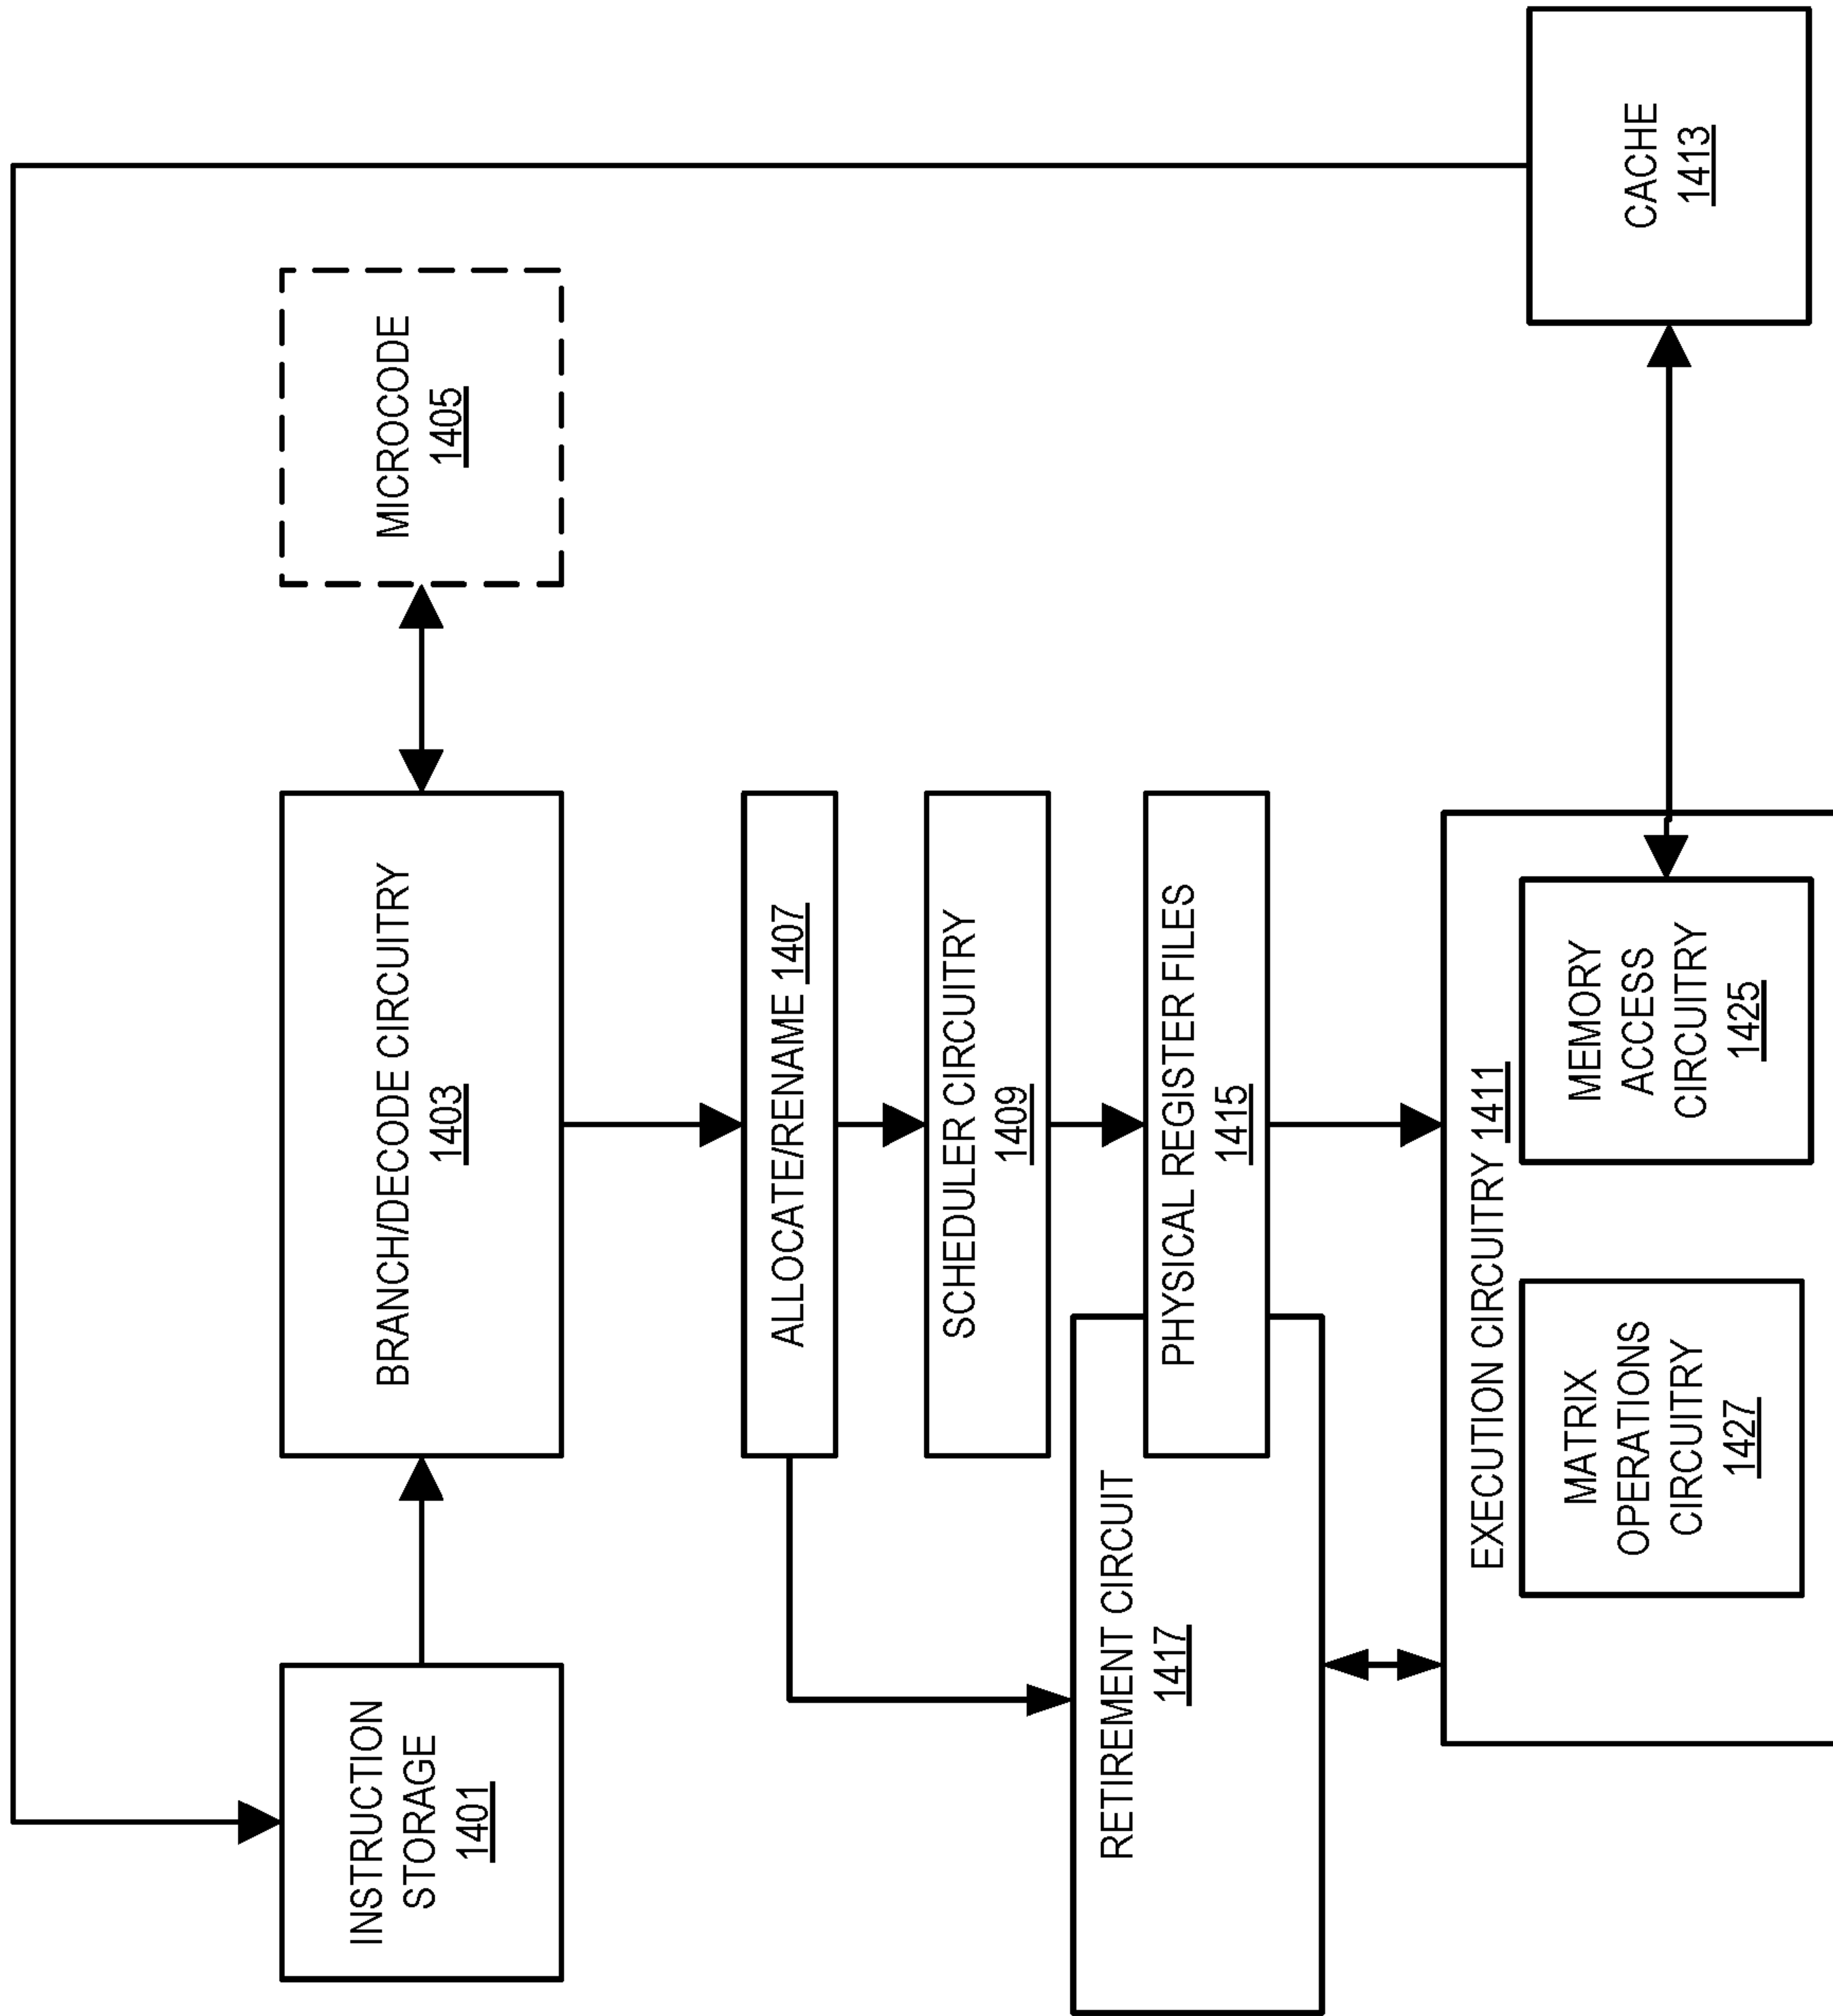 INSTRUCTION
STORAGE
1401
BRANCH/DECODE CIRCUITRY
1403
MICROCODE
1405
ALLOCATE/RENAME 1407
SCHEDULER CIRCUITRY
1409
PHYSICAL REGISTER FILES
1415
RETIREMENT CIRCUIT
1417
EXECUTION CIRCUITRY 1411
MATRIX
OPERATIONS
CIRCUITRY
1427
MEMORY
ACCESS
CIRCUITRY
1425
CACHE
1413